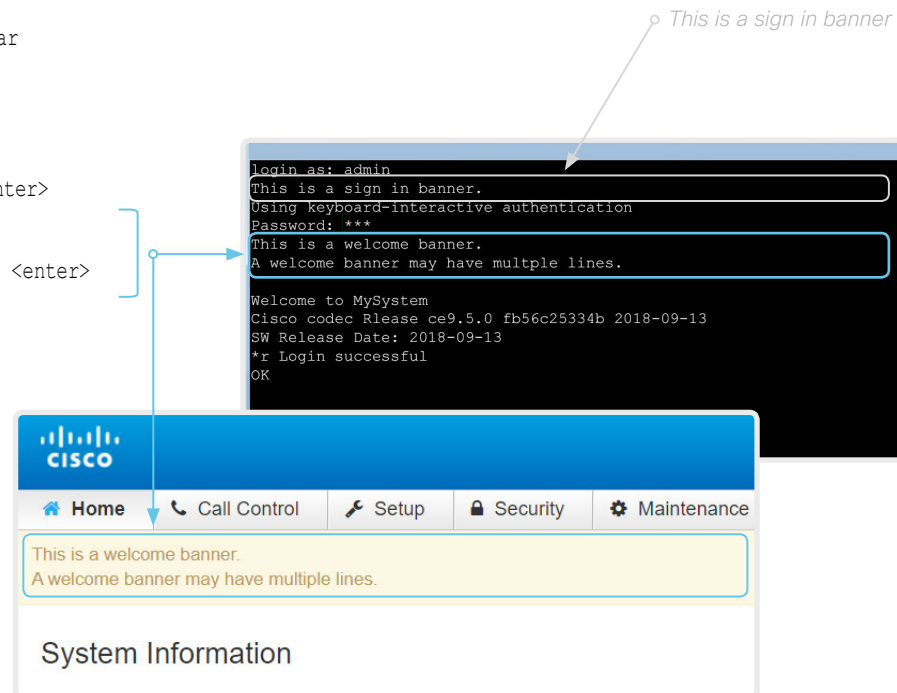 This is a sign in banner
ar
nter>
<enter>
login as: admin
This is a sign in banner.
Using keyboard-interactive authentication
Password: ***
This is a welcome banner.
A welcome banner may have multple lines.
Welcome to MySystem
Cisco codec Rlease ce9.5.0 fb56c25334b 2018-09-13
SW Release Date: 2018-09-13
*r Login successful
OK
CISCO
Home Call Control Setup Security Maintenance
This is a welcome banner.
A welcome banner may have multiple lines.
System Information